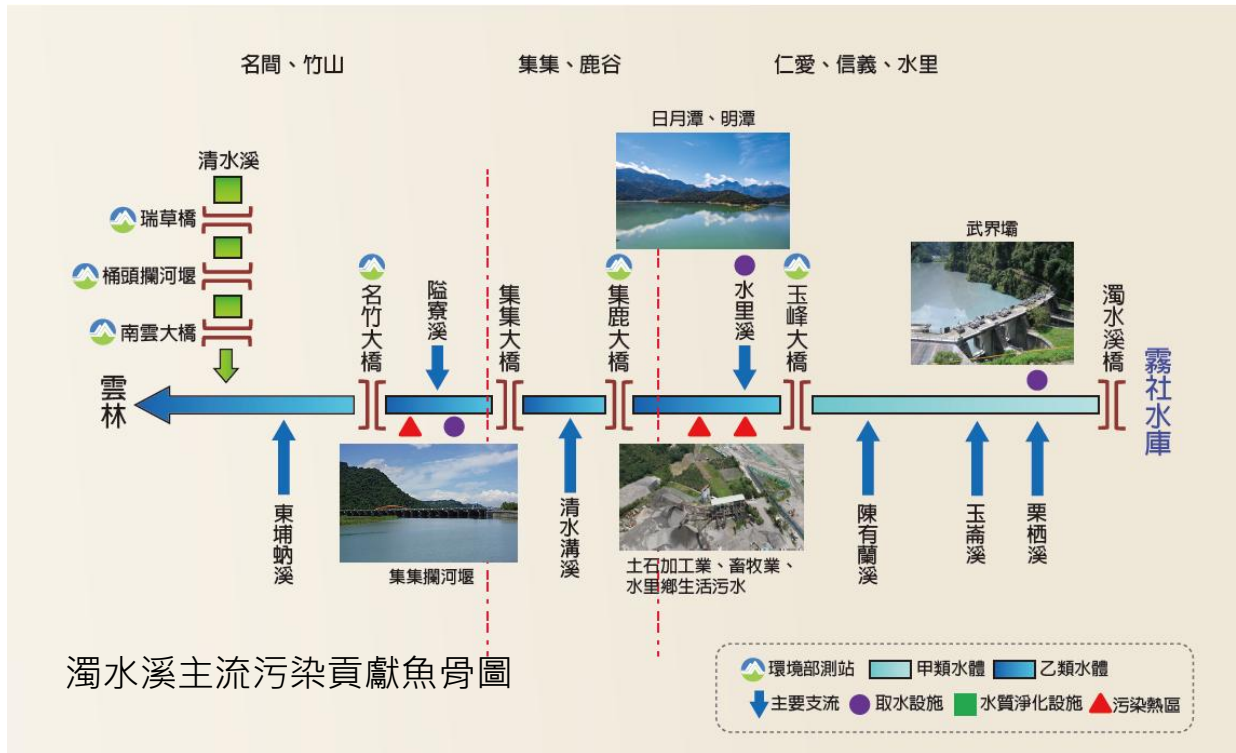 名間、竹山
集集、鹿谷
仁愛、信義、水里
日月潭、明潭
武界壩
清水溪
瑞草橋
桶頭攔河堰
南雲大橋
名竹大橋
隘寮溪
集集大橋
集鹿大橋
水里溪
玉峰大橋
濁水溪橋
霧社水庫
雲林
東埔蚋溪
集集攔河堰
清水溝溪
土石加工業、畜牧業、
水里鄉生活污水
陳有蘭溪
玉崙溪
栗栖溪
濁水溪主流污染貢獻魚骨圖
環境部測站 甲類水體 乙類水體
主要支流 取水設施 水質淨化設施 污染熱區